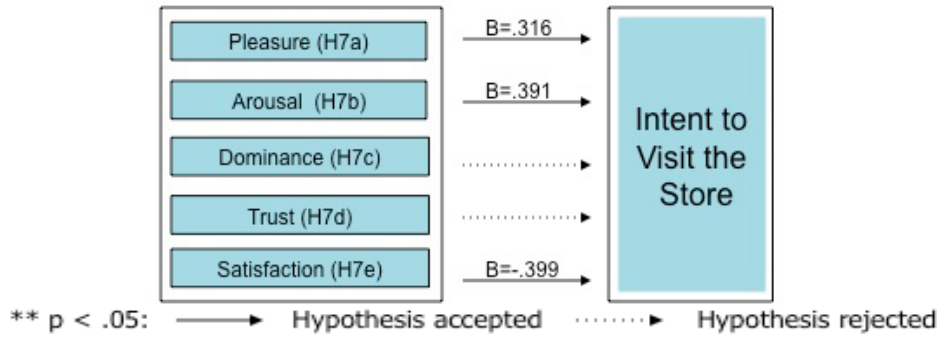 Pleasure (H7a)
B=.316
Arousal (H7b)
B=.391
Dominance (H7c)
Trust (H7d)
Satisfaction (H7e)
B=-.399
Intent to
Visit the
Store
** p < .05: Hypothesis accepted Hypothesis rejected